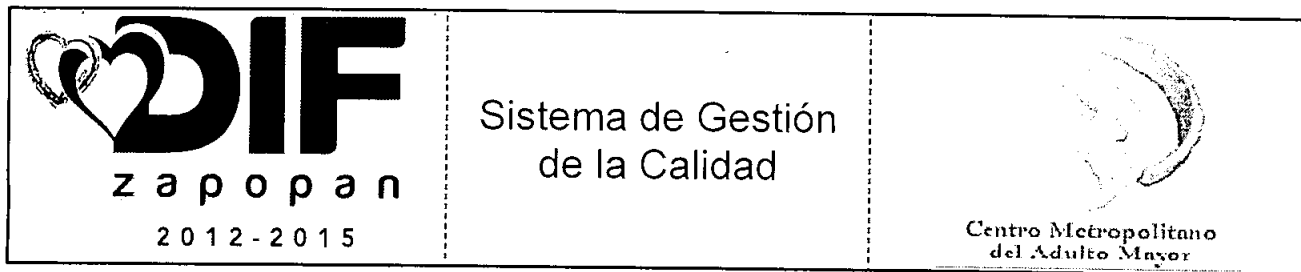 DIF
zapopan
2012-2015
Sistema de Gestión
de la Calidad
Centro Metropolitano
del Adulto Mayor